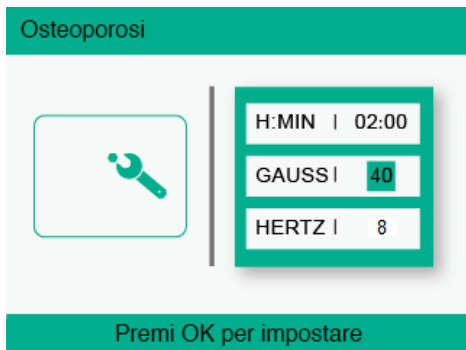 Osteoporosi
H:MIN | 02:00
GAUSS | 40
HERTZ | 8
Premi OK per impostare